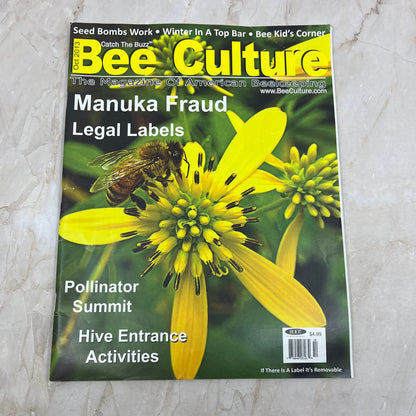 Seed Bombs Work • Winter In A Top Bar • Bee Kid's Corner
Oct 2013
Catch The Buzz
Bee Culture
The Magazine Of American Beekeeping
www.BeeCulture.com
Manuka Fraud
Legal Labels
Pollinator
Summit
Hive Entrance
Activities
$4.99
If There Is A Label It's Removable